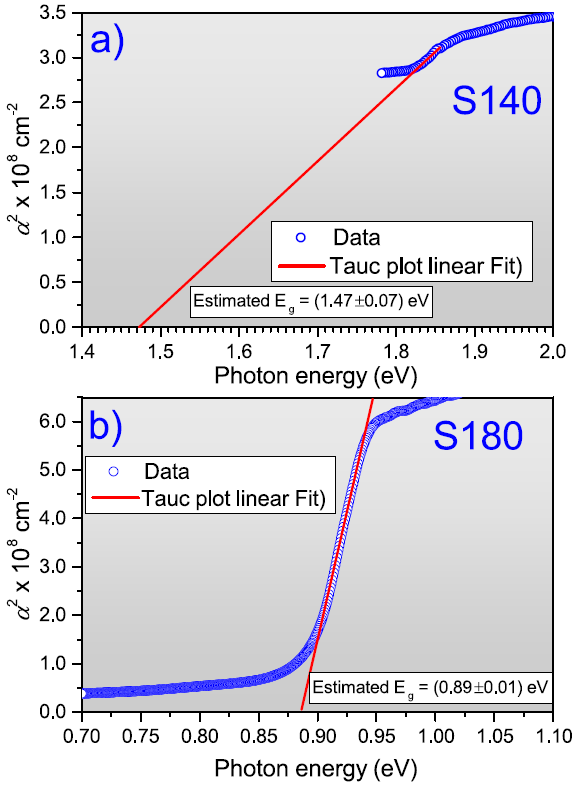 a)
S140
3.5
3.0
2.5
2.0
1.5
1.0
0.5
0.0
α² x 10⁸ cm⁻²
Data
Tauc plot linear Fit)
Estimated E_g = (1.47±0.07) eV
1.4 1.5 1.6 1.7 1.8 1.9 2.0
Photon energy (eV)
b)
S180
6.0
5.0
4.0
3.0
2.0
1.0
0.0
α² x 10⁸ cm⁻²
Data
Tauc plot linear Fit)
Estimated E_g = (0.89±0.01) eV
0.70 0.75 0.80 0.85 0.90 0.95 1.00 1.05 1.10
Photon energy (eV)